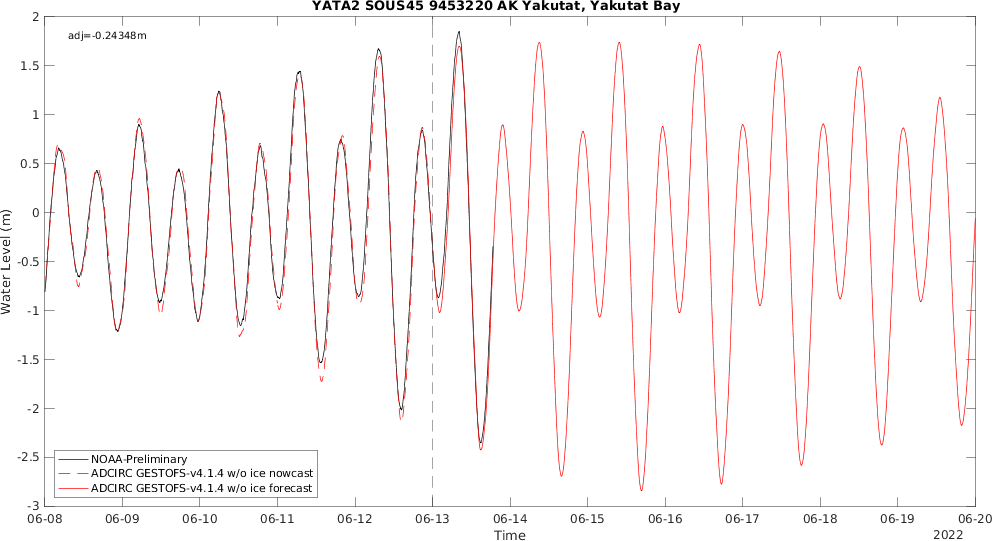 YATA2 SOUS45 9453220 AK Yakutat, Yakutat Bay
adj=-0.24348m
2
1.5
1
0.5
0
-0.5
-1
-1.5
-2
-2.5
-3
Water Level (m)
NOAA-Preliminary
ADCIRC GESTOFS-v4.1.4 w/o ice nowcast
ADCIRC GESTOFS-v4.1.4 w/o ice forecast
06-08 06-09 06-10 06-11 06-12 06-13 06-14 06-15 06-16 06-17 06-18 06-19 06-20
Time
2022